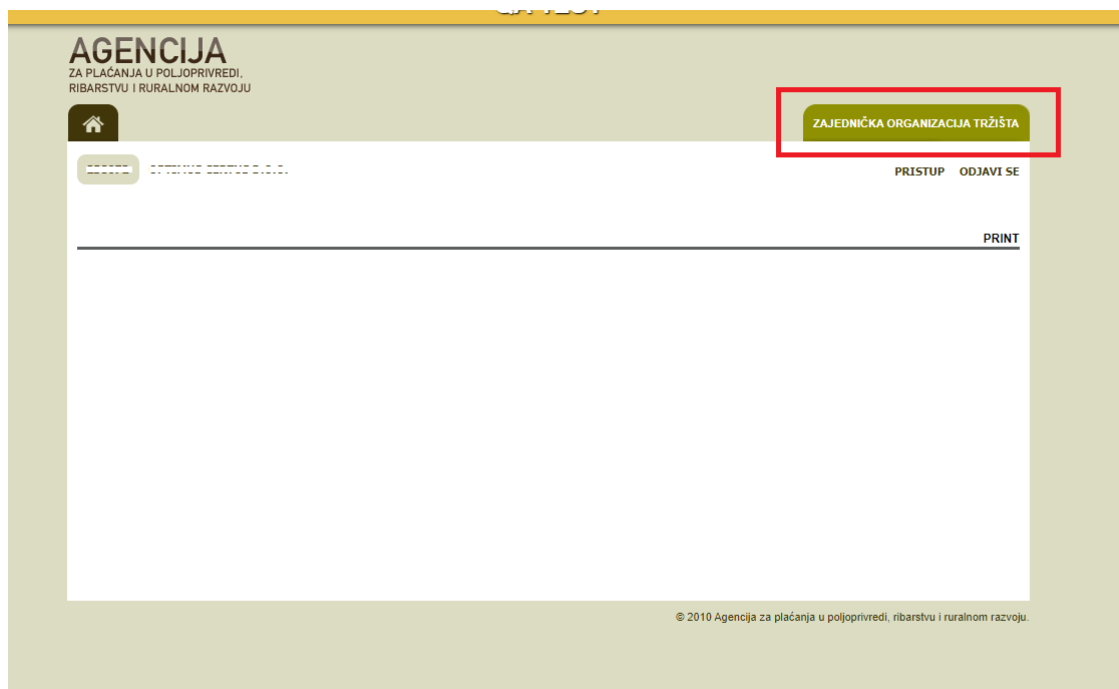 AGENCIJA
ZA PLAĆANJA U POLJOPRIVREDI,
RIBARSTVU I RURALNOM RAZVOJU
ZAJEDNIČKA ORGANIZACIJA TRŽIŠTA
PRISTUP ODJAVI SE
PRINT
© 2010 Agencija za plaćanja u poljoprivredi, ribarstvu i ruralnom razvoju.